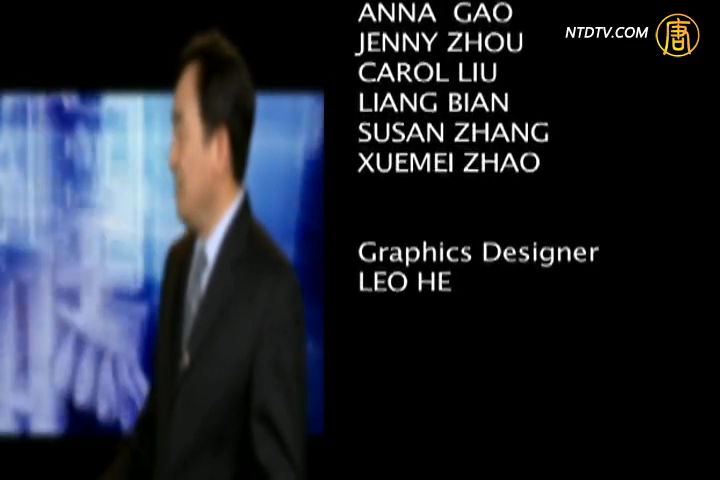 ANNA GAO
JENNY ZHOU
CAROL LIU
LIANG BIAN
SUSAN ZHANG
XUEMEI ZHAO
Graphics Designer
LEO HE
NTDTV.COM
唐